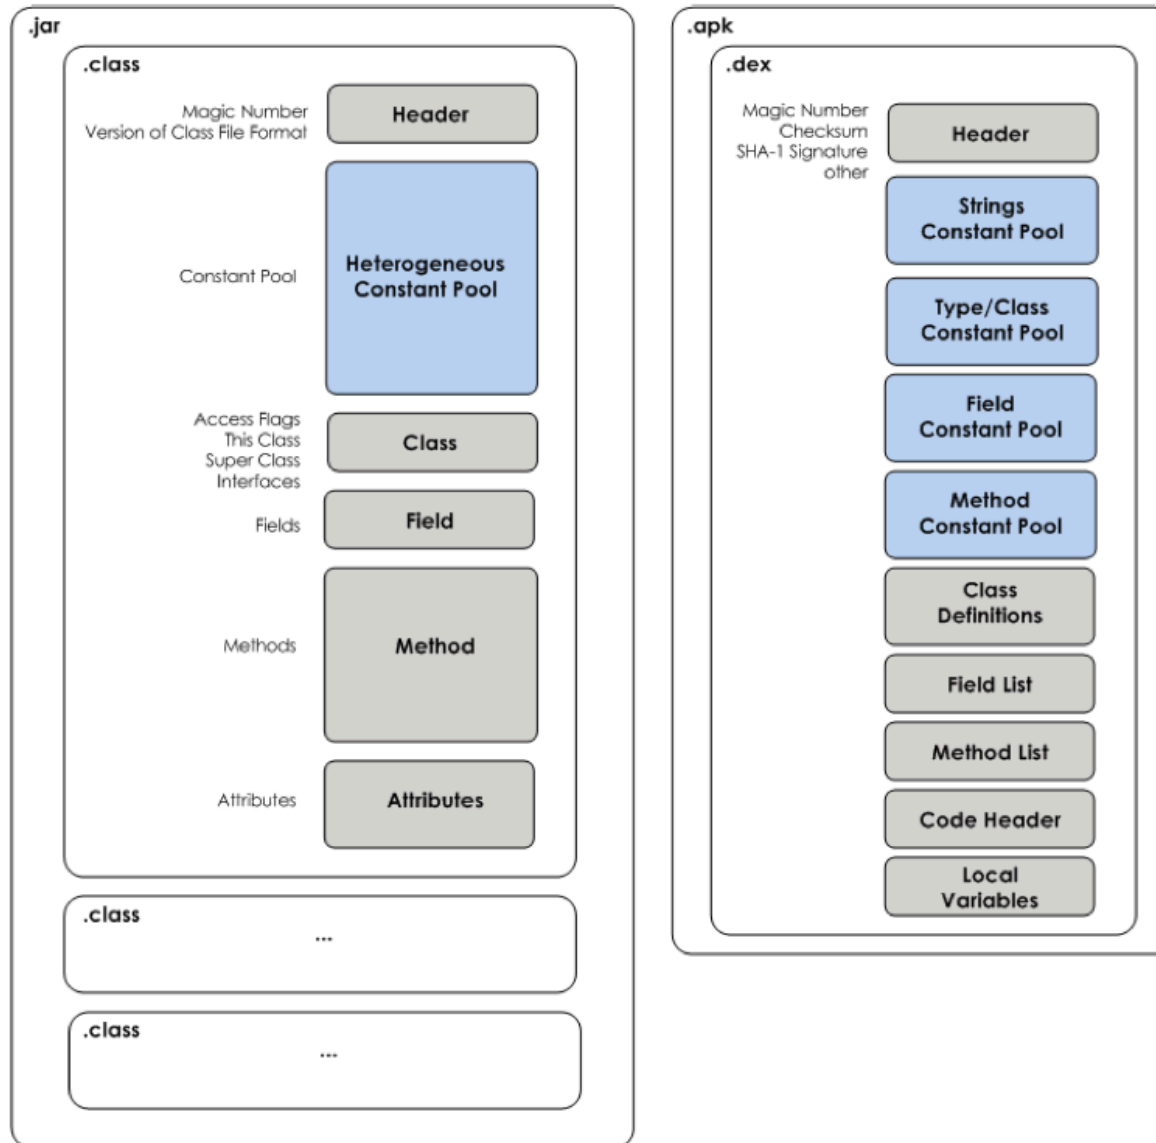 .jar
.class
Magic Number
Version of Class File Format
Header
Constant Pool
Heterogeneous
Constant Pool
Access Flags
This Class
Super Class
Interfaces
Class
Fields
Field
Methods
Method
Attributes
Attributes
.class
...
.class
...
.apk
.dex
Magic Number
Checksum
SHA-1 Signature
other
Header
Strings
Constant Pool
Type/Class
Constant Pool
Field
Constant Pool
Method
Constant Pool
Class
Definitions
Field List
Method List
Code Header
Local
Variables